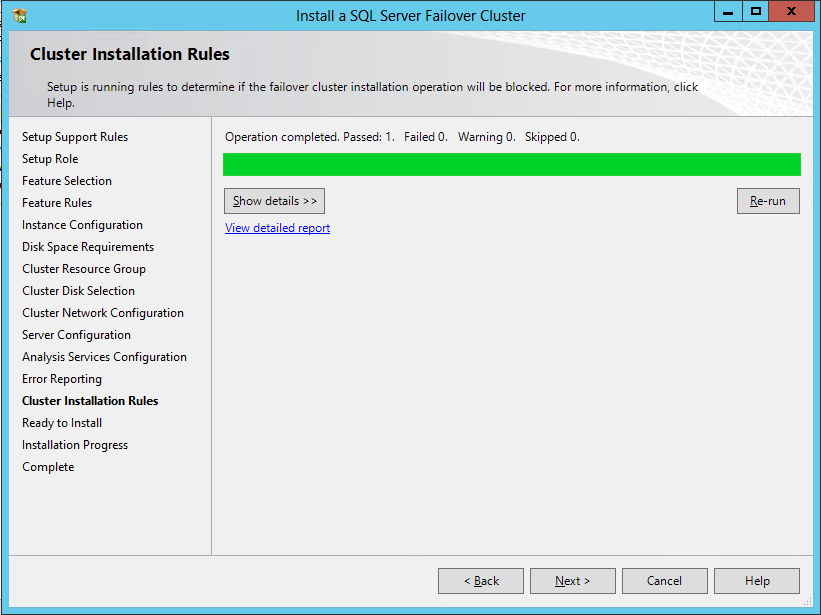 Install a SQL Server Failover Cluster
Cluster Installation Rules
Setup is running rules to determine if the failover cluster installation operation will be blocked. For more information, click
Help.
Setup Support Rules
Setup Role
Feature Selection
Feature Rules
Instance Configuration
Disk Space Requirements
Cluster Resource Group
Cluster Disk Selection
Cluster Network Configuration
Server Configuration
Analysis Services Configuration
Error Reporting
Cluster Installation Rules
Ready to Install
Installation Progress
Complete
Operation completed. Passed: 1. Failed 0. Warning 0. Skipped 0.
Show details >>
Re-run
View detailed report
< Back
Next >
Cancel
Help